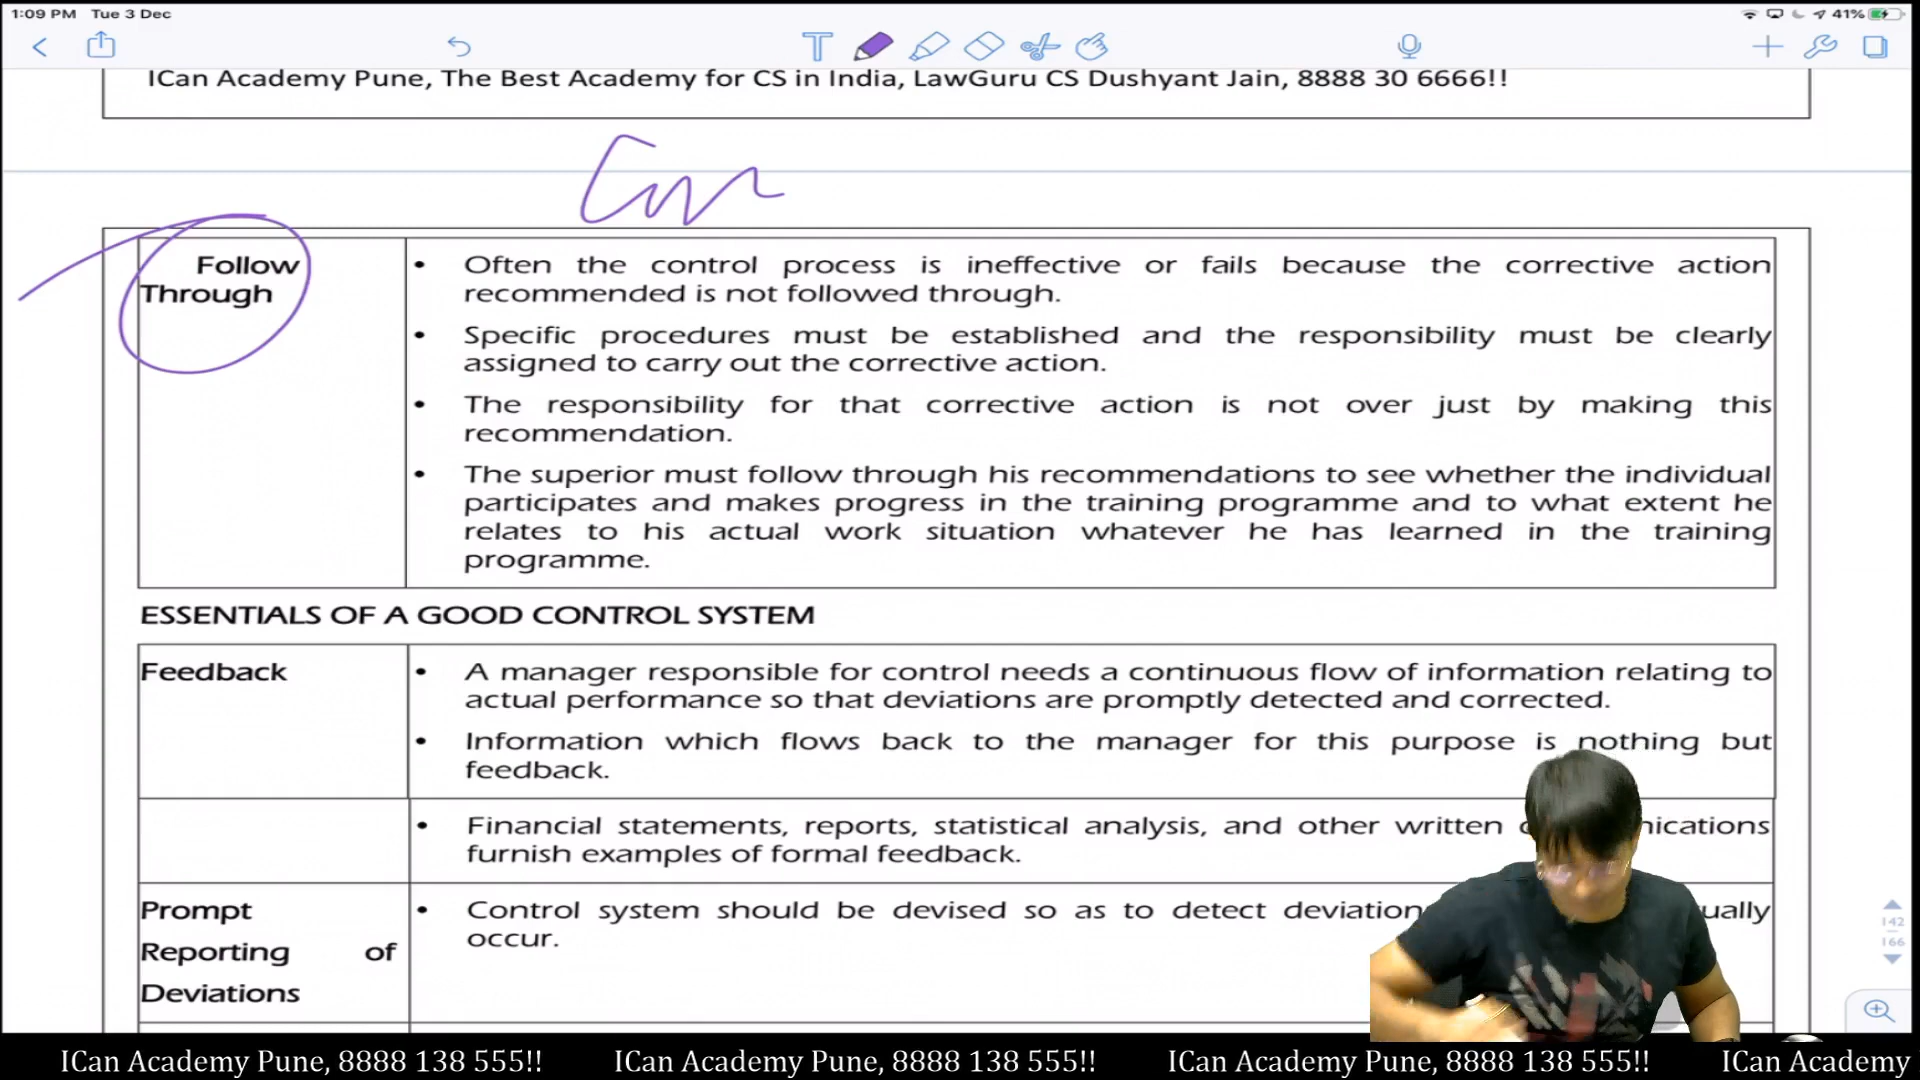 1:09 PM Tue 3 Dec
41%
T
ICan Academy Pune, The Best Academy for CS in India, LawGuru CS Dushyant Jain, 8888 30 6666!!
Follow
Through
• Often the control process is ineffective or fails because the corrective action
recommended is not followed through.
• Specific procedures must be established and the responsibility must be clearly
assigned to carry out the corrective action.
• The responsibility for that corrective action is not over just by making this
recommendation.
• The superior must follow through his recommendations to see whether the individual
participates and makes progress in the training programme and to what extent he
relates to his actual work situation whatever he has learned in the training
programme.
ESSENTIALS OF A GOOD CONTROL SYSTEM
Feedback
• A manager responsible for control needs a continuous flow of information relating to
actual performance so that deviations are promptly detected and corrected.
• Information which flows back to the manager for this purpose is nothing but
feedback.
• Financial statements, reports, statistical analysis, and other written
furnish examples of formal feedback.
Prompt
Reporting of
Deviations
• Control system should be devised so as to detect
occur.
142
166
ICan Academy Pune, 8888 138 555!! ICan Academy Pune, 8888 138 555!! ICan Academy Pune, 8888 138 555!! ICan Academy